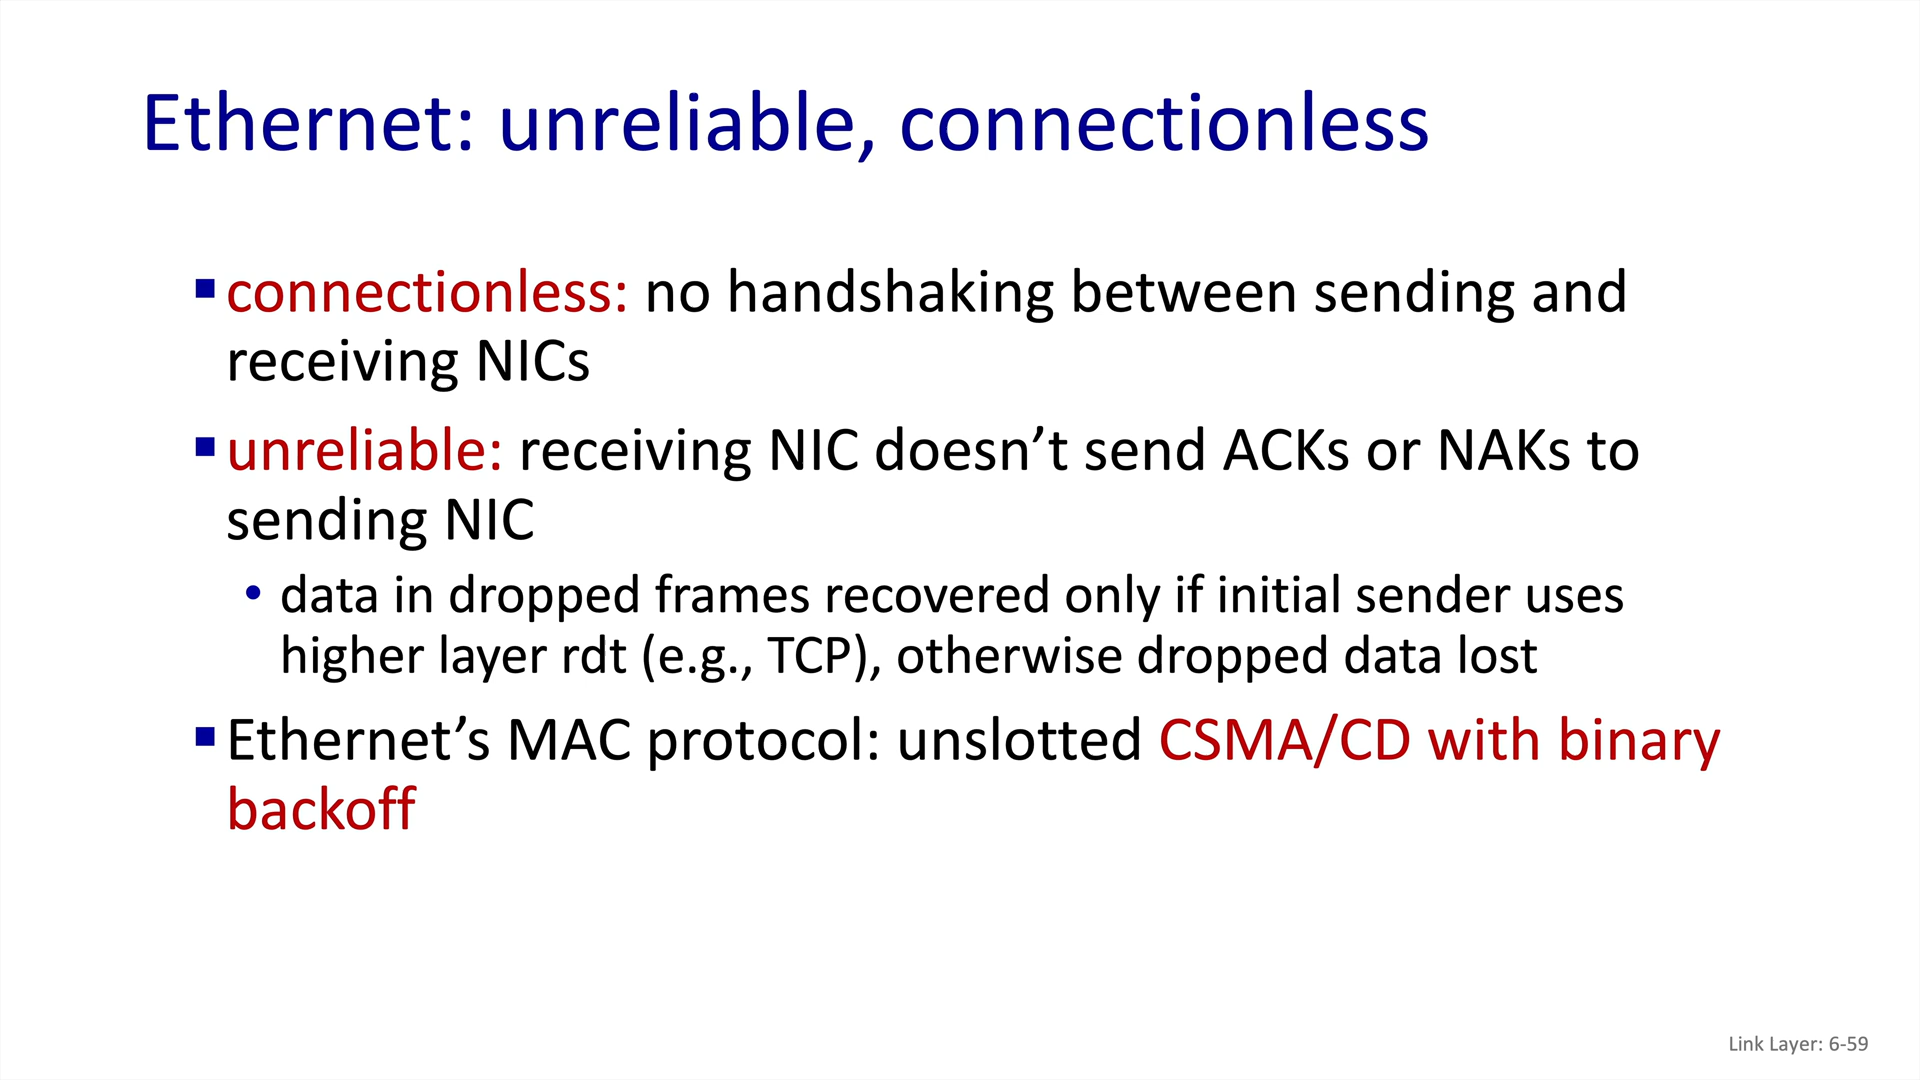 Ethernet: unreliable, connectionless
▪connectionless: no handshaking between sending and
receiving NICs
▪unreliable: receiving NIC doesn’t send ACKs or NAKs to
sending NIC
• data in dropped frames recovered only if initial sender uses
higher layer rdt (e.g., TCP), otherwise dropped data lost
▪Ethernet’s MAC protocol: unslotted CSMA/CD with binary
backoff
Link Layer: 6-59